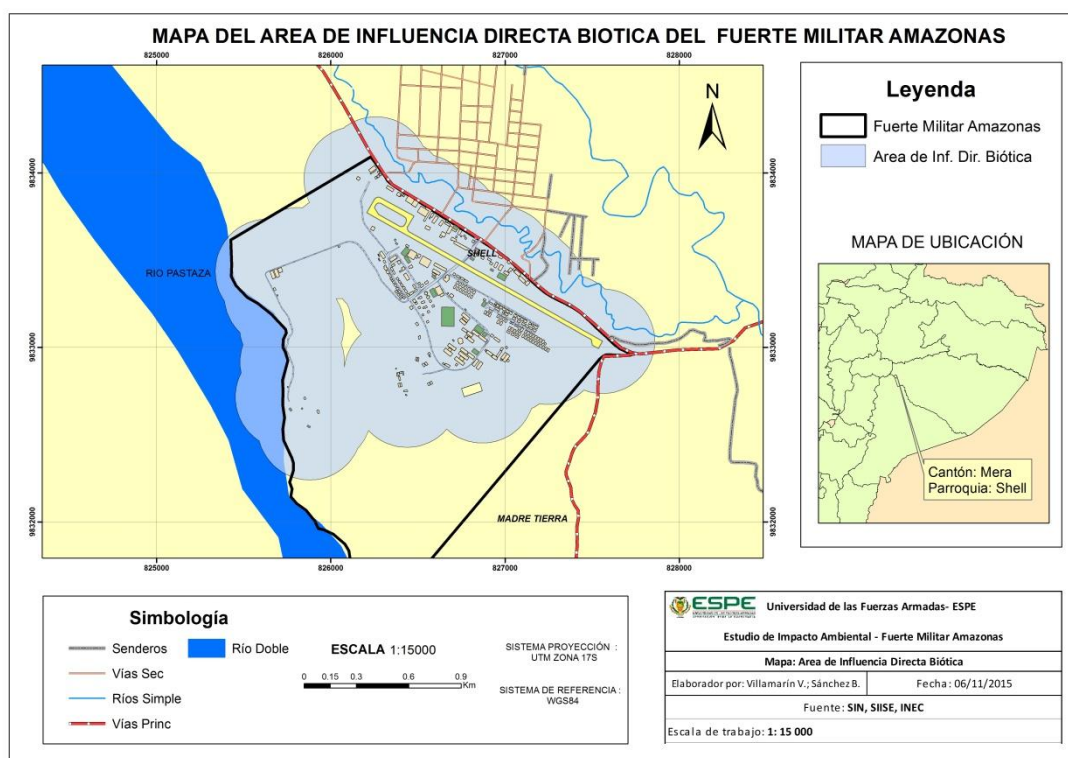 MAPA DEL AREA DE INFLUENCIA DIRECTA BIOTICA DEL FUERTE MILITAR AMAZONAS
825000 826000 827000 828000
9834000 9834000
9833000 9833000
9832000 9832000
N
RIO PASTAZA
SHELL
MADRE TIERRA
825000 826000 827000 828000
Leyenda
Fuerte Militar Amazonas
Area de Inf. Dir. Biótica
MAPA DE UBICACIÓN
Cantón: Mera
Parroquia: Shell
Simbología
Senderos
Río Doble
Vías Sec
Ríos Simple
Vías Princ
ESCALA 1:15000
0 0.15 0.3 0.6 0.9
Km
SISTEMA PROYECCIÓN :
UTM ZONA 17S
SISTEMA DE REFERENCIA :
WGS84
ESPE
Universidad de las Fuerzas Armadas- ESPE
Estudio de Impacto Ambiental - Fuerte Militar Amazonas
Mapa: Area de Influencia Directa Biótica
Elaborador por: Villamarín V.; Sánchez B.
Fecha: 06/11/2015
Fuente: SIN, SIISE, INEC
Escala de trabajo: 1: 15 000